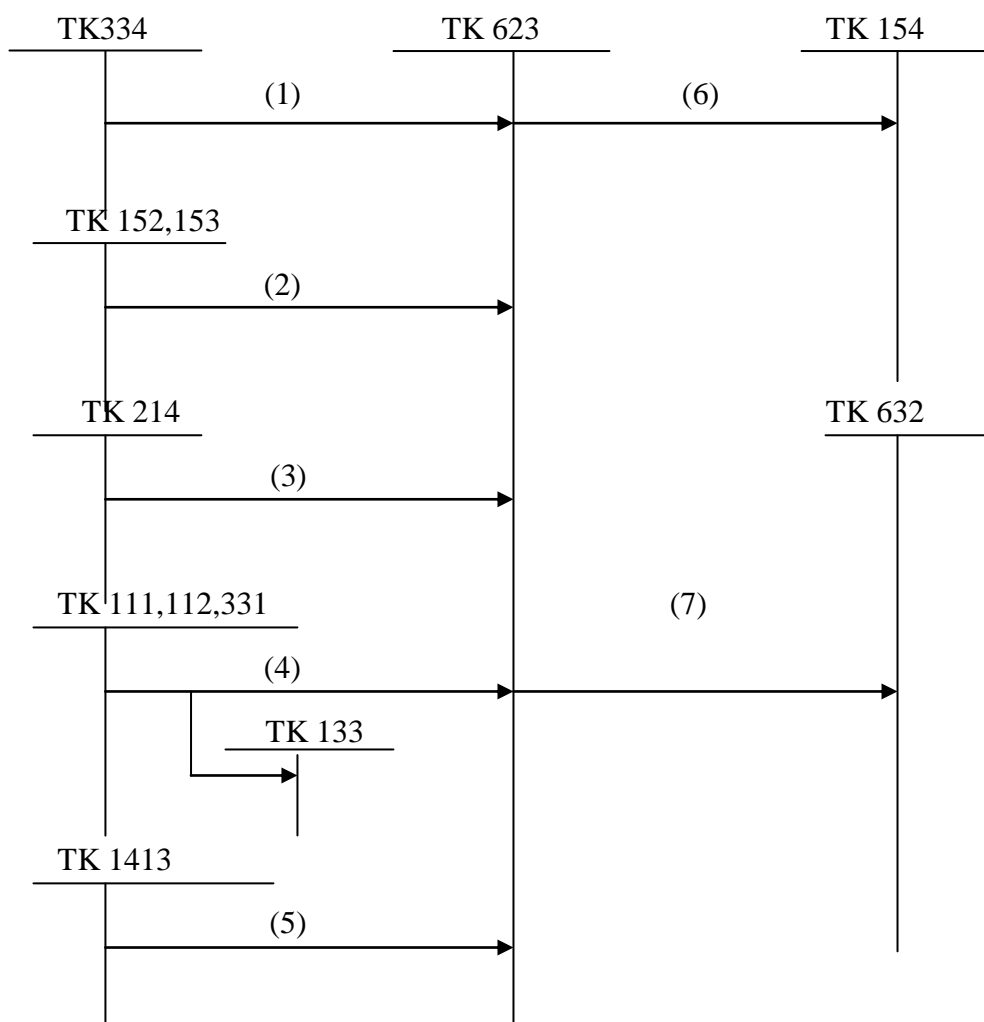 TK334 TK 623 TK 154
(1) (6)
TK 152,153
(2)
TK 214 TK 632
(3)
TK 111,112,331 (7)
(4)
TK 133
TK 1413
(5)